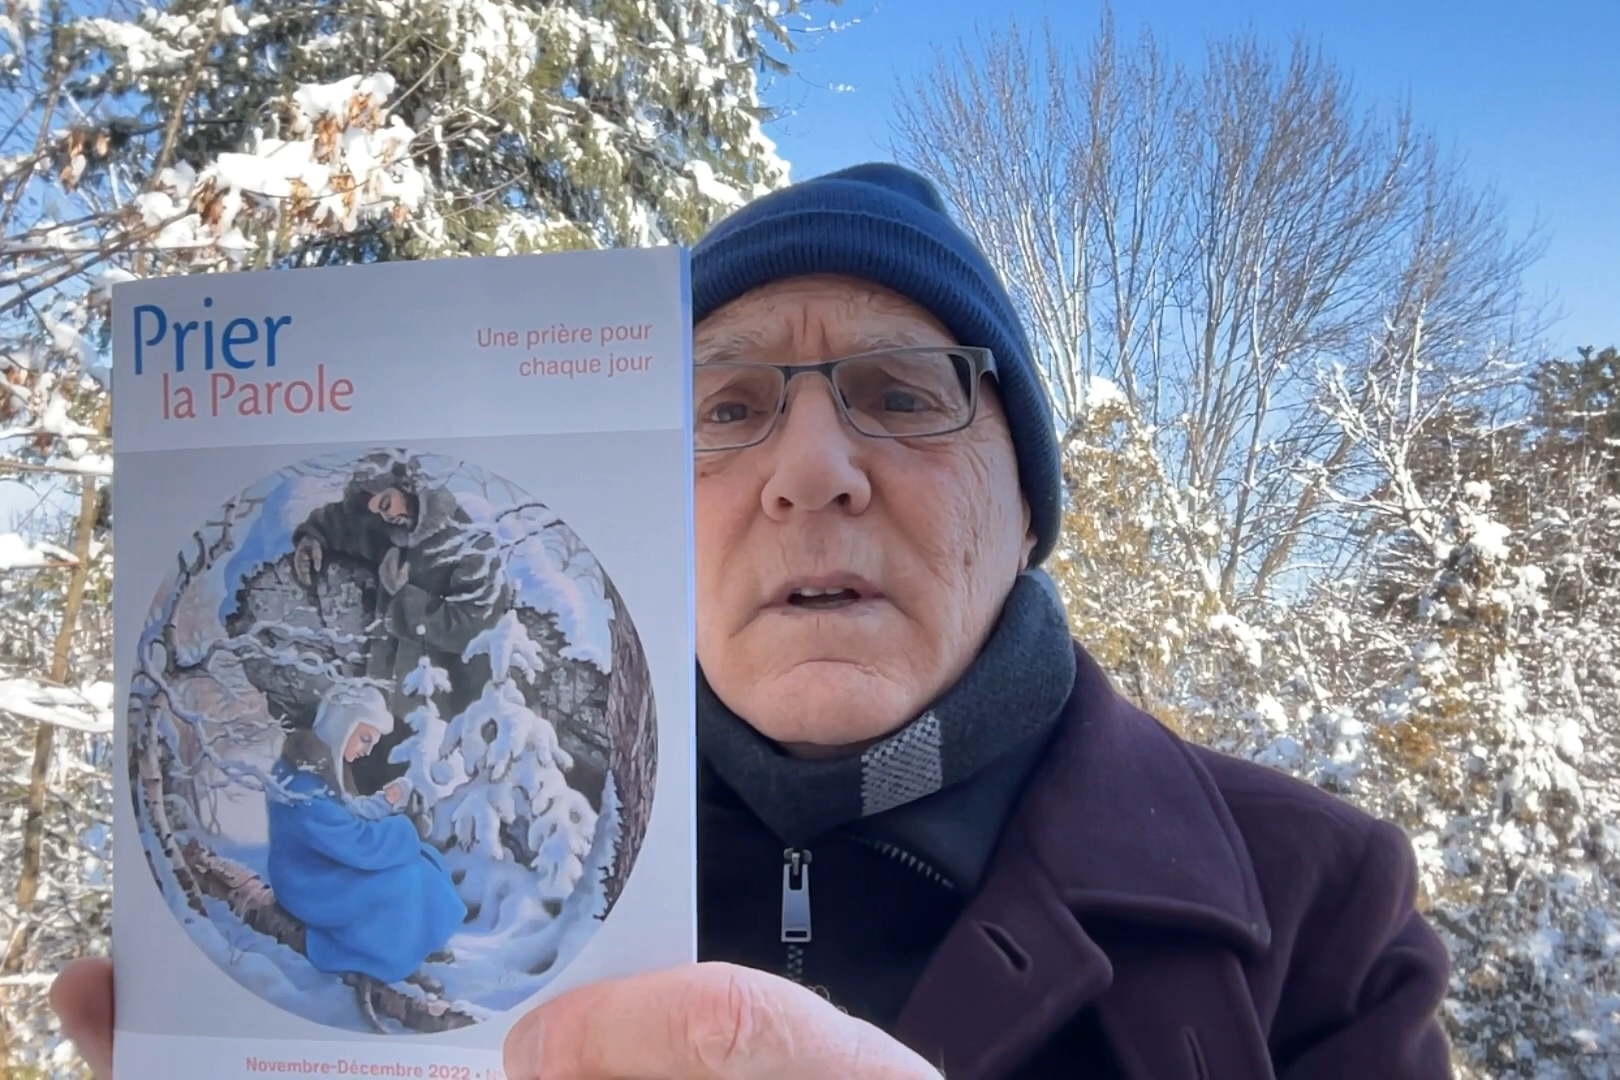 Prier
la Parole
Une prière pour
chaque jour
Novembre-Décembre 2022 •